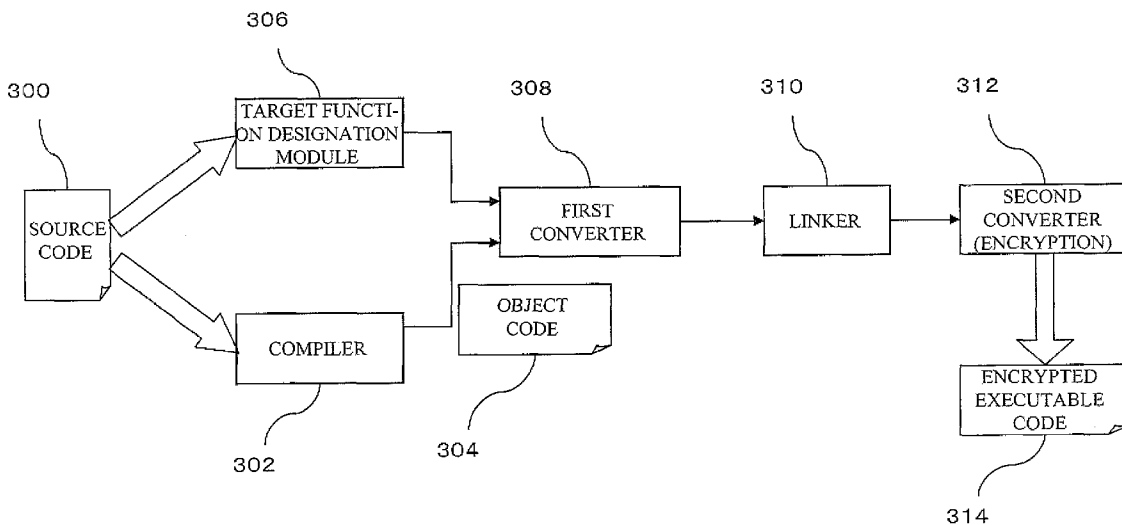 306
300
TARGET FUNCTI-
ON DESIGNATION
MODULE
308
310
312
SOURCE
CODE
FIRST
CONVERTER
LINKER
SECOND
CONVERTER
(ENCRYPTION)
COMPILER
OBJECT
CODE
302
304
ENCRYPTED
EXECUTABLE
CODE
314